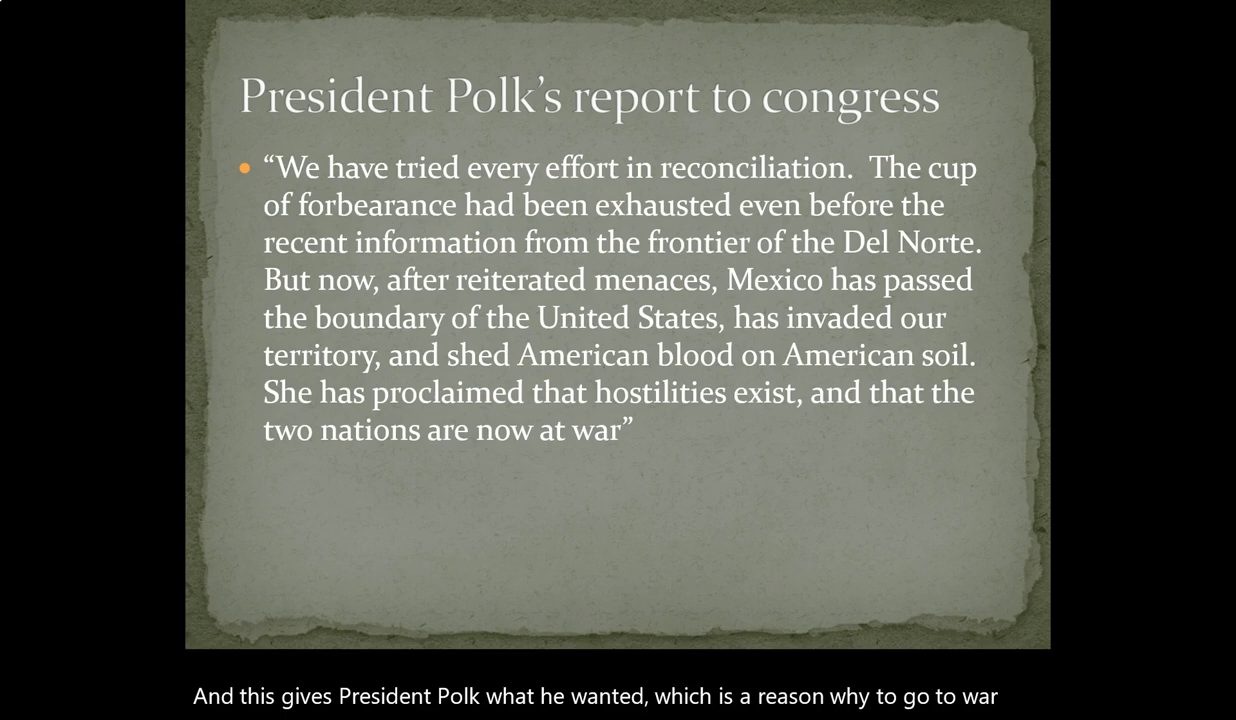 President Polk's report to congress
• “We have tried every effort in reconciliation.  The cup
of forbearance had been exhausted even before the
recent information from the frontier of the Del Norte.
But now, after reiterated menaces, Mexico has passed
the boundary of the United States, has invaded our
territory, and shed American blood on American soil.
She has proclaimed that hostilities exist, and that the
two nations are now at war”
And this gives President Polk what he wanted, which is a reason why to go to war